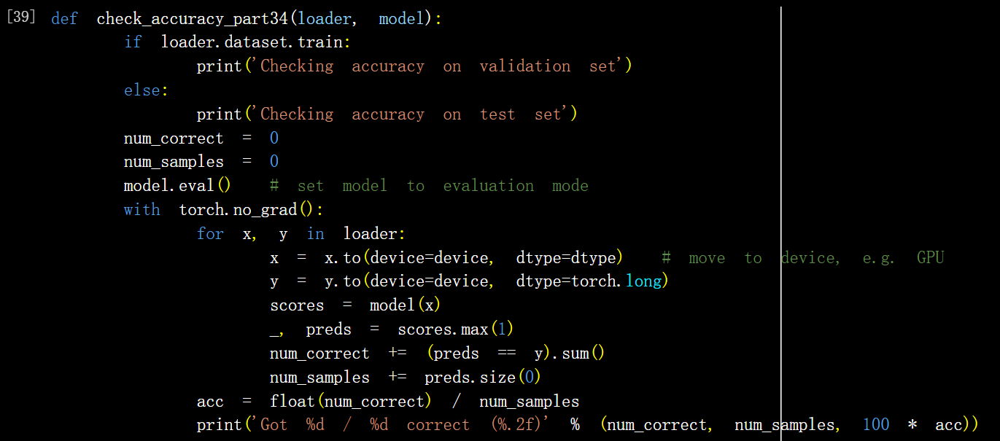 [39] def check_accuracy_part34(loader, model):
    if loader.dataset.train:
        print('Checking accuracy on validation set')
    else:
        print('Checking accuracy on test set')
    num_correct = 0
    num_samples = 0
    model.eval()  # set model to evaluation mode
    with torch.no_grad():
        for x, y in loader:
            x = x.to(device=device, dtype=dtype)  # move to device, e.g. GPU
            y = y.to(device=device, dtype=torch.long)
            scores = model(x)
            _, preds = scores.max(1)
            num_correct += (preds == y).sum()
            num_samples += preds.size(0)
        acc = float(num_correct) / num_samples
        print('Got %d / %d correct (%.2f)' % (num_correct, num_samples, 100 * acc))